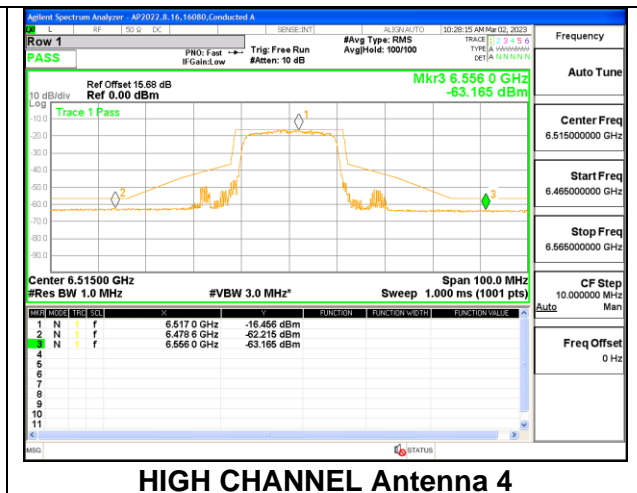 Agilent Spectrum Analyzer - AP2022.8.16,16080,Conducted A
L RF 50 Ω DC SENSE:INT ALIGN AUTO 10:28:15 AM Mar 02, 2023
Row 1
PASS
PNO: Fast
IFGain:Low
Trig: Free Run
#Atten: 10 dB
#Avg Type: RMS
Avg|Hold: 100/100
TRACE 1 2 3 4 5 6
TYPE A WWWWW
DET A N N N N N
Frequency
Auto Tune
Center Freq
6.515000000 GHz
Start Freq
6.465000000 GHz
Stop Freq
6.565000000 GHz
CF Step
10.000000 MHz
Auto Man
Freq Offset
0 Hz
Ref Offset 15.68 dB
10 dB/div Ref 0.00 dBm
Mkr3 6.556 0 GHz
-63.165 dBm
Log
Trace 1 Pass
-10.0
-20.0
-30.0
-40.0
-50.0
-60.0
-70.0
-80.0
-90.0
1
2
3
Center 6.51500 GHz Span 100.0 MHz
#Res BW 1.0 MHz #VBW 3.0 MHz* Sweep 1.000 ms (1001 pts)
MKR MODE TRC SCL X Y FUNCTION FUNCTION WIDTH FUNCTION VALUE
1 N 1 f 6.517 0 GHz -16.456 dBm
2 N 1 f 6.478 6 GHz -62.215 dBm
3 N 1 f 6.556 0 GHz -63.165 dBm
4
5
6
7
8
9
10
11
MSG STATUS
HIGH CHANNEL Antenna 4